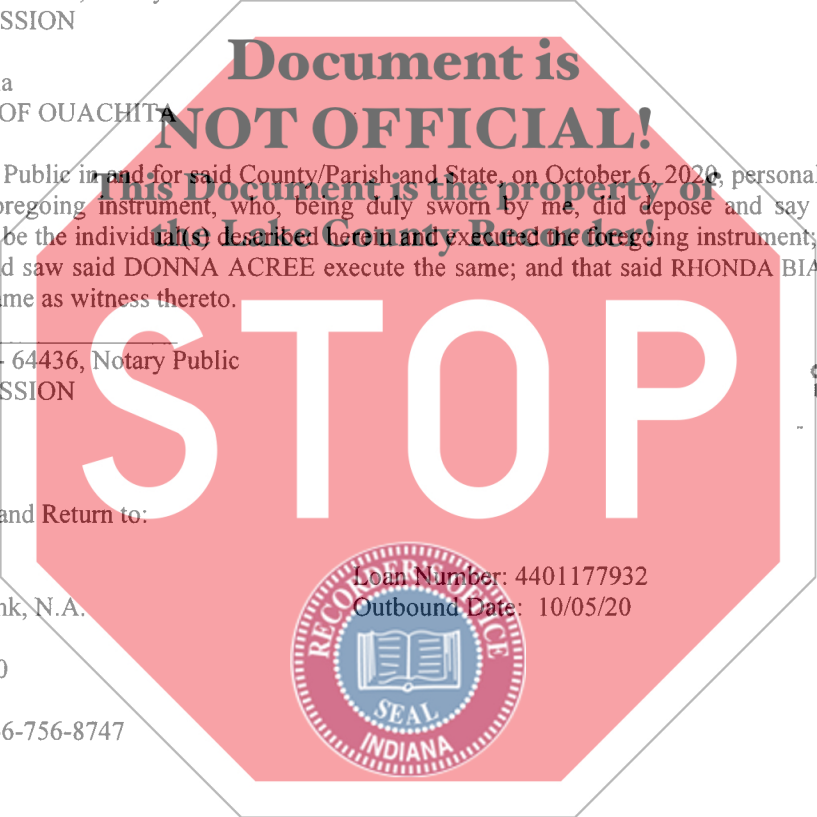 SSION
Document is
OF OUACHITA
NOT OFFICIAL!
Public in and for said County/Parish and State, on October 6, 2020, personal
This Document is the property of
oregoing instrument, who, being duly sworn by me, did depose and say
the Lake County Recorder!
be the individual(s) described herein and executed the foregoing instrument;
d saw said DONNA ACREE execute the same; and that said RHONDA BIA
ame as witness thereto.
- 64436, Notary Public
SSION
STOP
and Return to:
Loan Number: 4401177932
nk, N.A.
Outbound Date: 10/05/20
0
6-756-8747
RECORDER'S OFFICE
SEAL
INDIANA